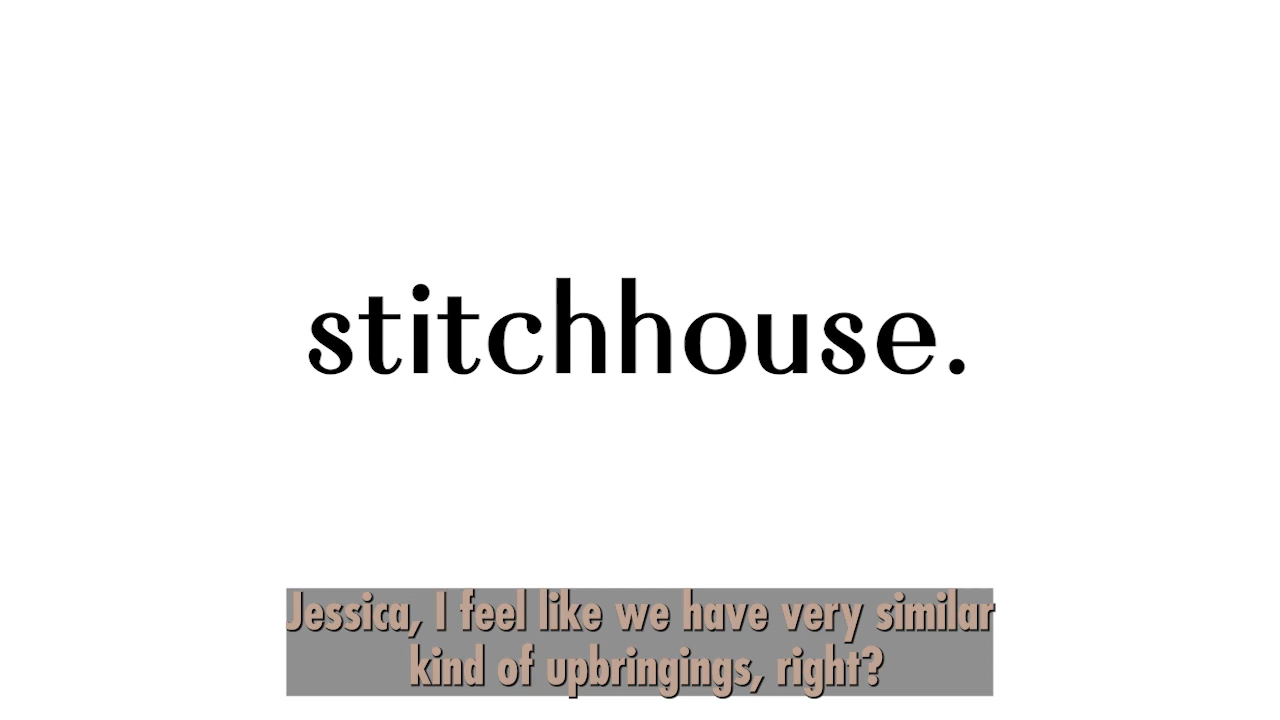 stitchhouse.
Jessica, I feel like we have very similar
kind of upbringings, right?